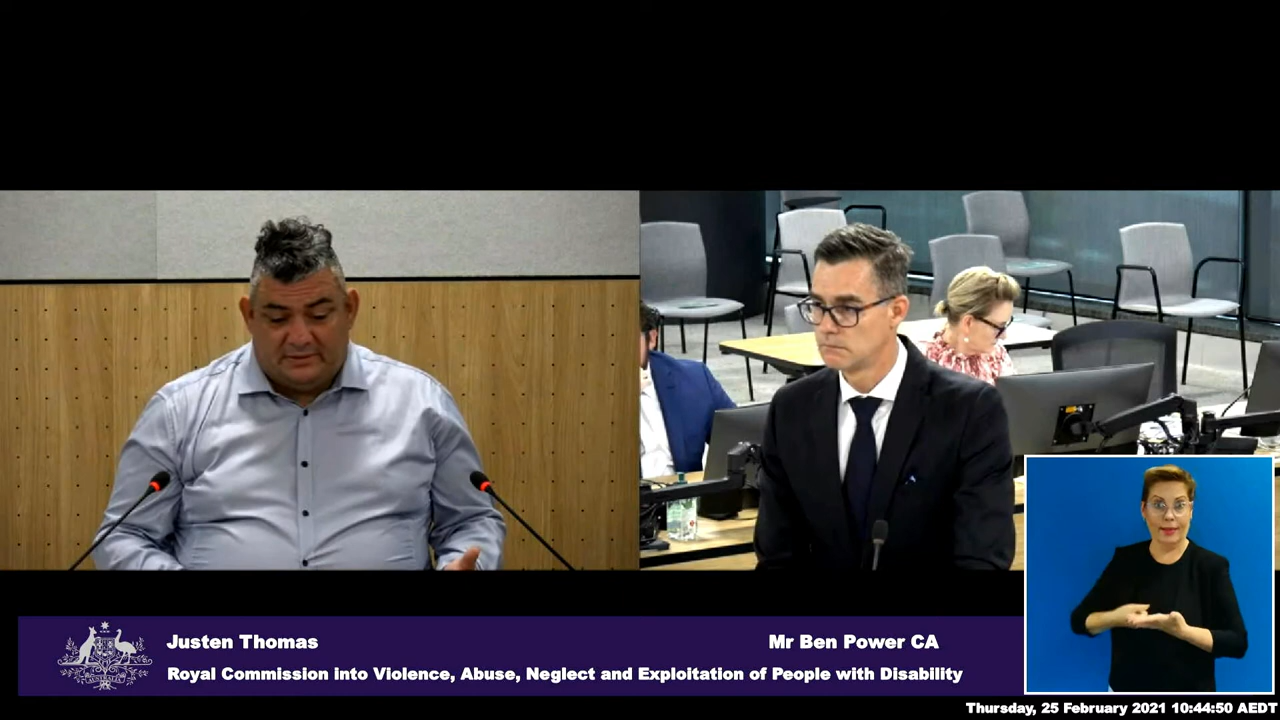 Justen Thomas
Mr Ben Power CA
Royal Commission into Violence, Abuse, Neglect and Exploitation of People with Disability
Thursday, 25 February 2021 10:44:50 AEDT